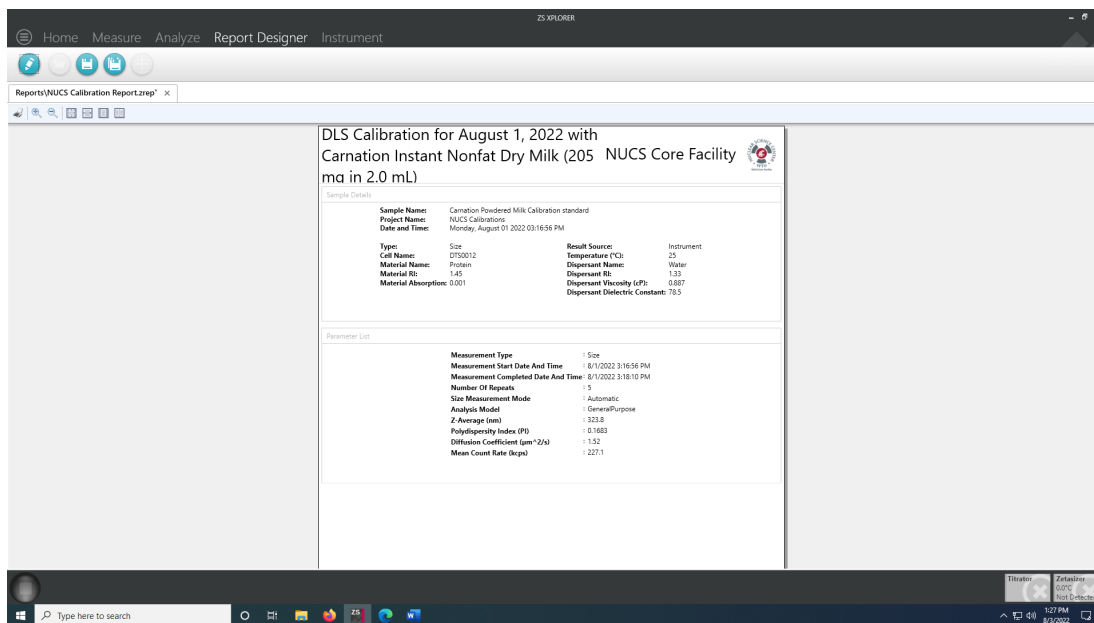 ZS XPLORER
Home Measure Analyze Report Designer Instrument
Reports\NUCS Calibration Report.zrep* ×
DLS Calibration for August 1, 2022 with
Carnation Instant Nonfat Dry Milk (205
mg in 2.0 mL)
NUCS Core Facility
Sample Details
Sample Name: Carnation Powdered Milk Calibration standard
Project Name: NUCS Calibrations
Date and Time: Monday, August 01 2022 03:16:56 PM
Type: Size Result Source: Instrument
Cell Name: DTS0012 Temperature (°C): 25
Material Name: Protein Dispersant Name: Water
Material RI: 1.45 Dispersant RI: 1.33
Material Absorption: 0.001 Dispersant Viscosity (cP): 0.887
Dispersant Dielectric Constant: 78.5
Parameter List
Measurement Type : Size
Measurement Start Date And Time : 8/1/2022 3:16:56 PM
Measurement Completed Date And Time : 8/1/2022 3:18:10 PM
Number Of Repeats : 5
Size Measurement Mode : Automatic
Analysis Model : GeneralPurpose
Z-Average (nm) : 323.8
Polydispersity Index (PI) : 0.1683
Diffusion Coefficient (µm^2/s) : 1.52
Mean Count Rate (kcps) : 227.1
Titrator Zetasizer
0.0°C
Not Detecte
Type here to search
ZS
W
1:27 PM
8/3/2022